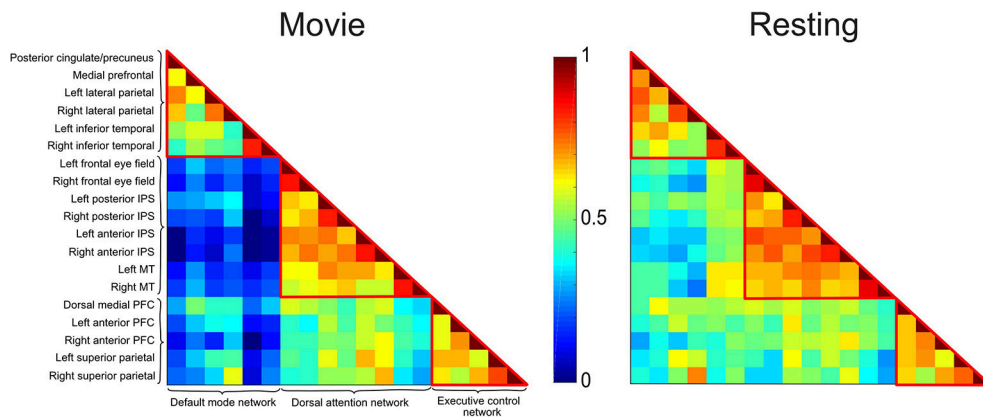 Movie
Resting
Posterior cingulate/precuneus
Medial prefrontal
Left lateral parietal
Right lateral parietal
Left inferior temporal
Right inferior temporal
Left frontal eye field
Right frontal eye field
Left posterior IPS
Right posterior IPS
Left anterior IPS
Right anterior IPS
Left MT
Right MT
Dorsal medial PFC
Left anterior PFC
Right anterior PFC
Left superior parietal
Right superior parietal
1
0.5
0
Default mode network
Dorsal attention network
Executive control
network